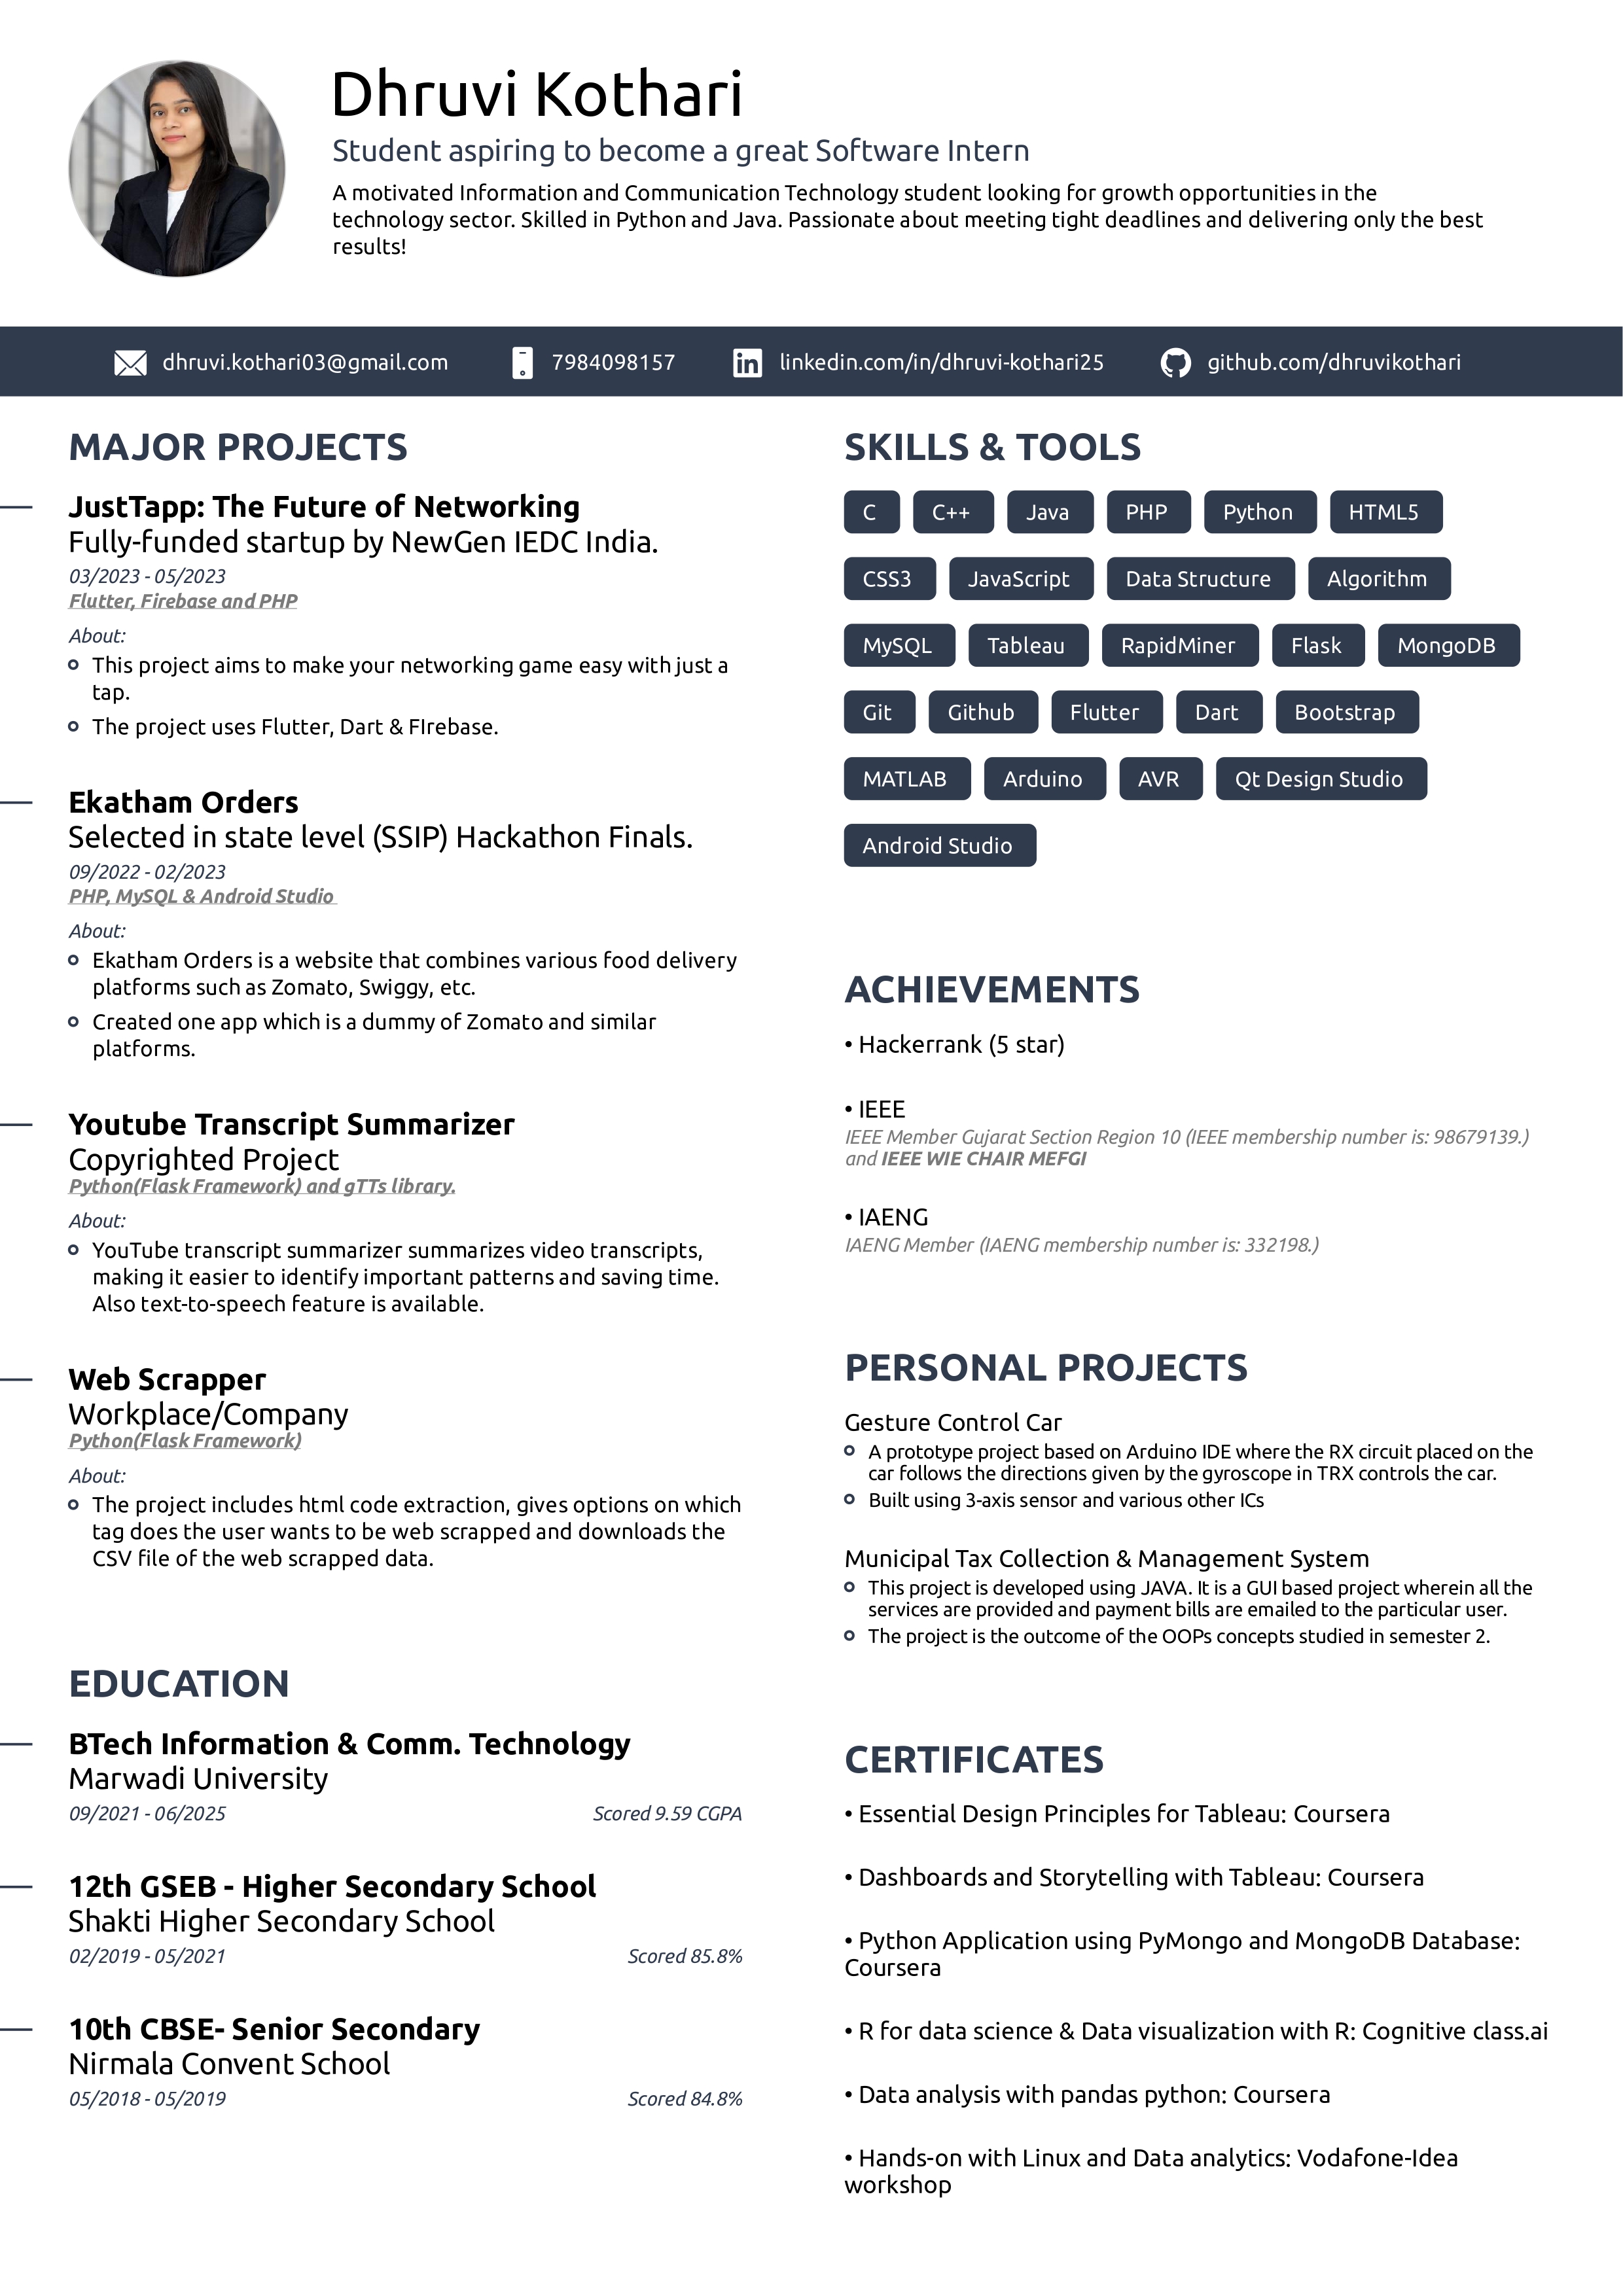 Dhruvi Kothari
Student aspiring to become a great Software Intern
A motivated Information and Communication Technology student looking for growth opportunities in the
technology sector. Skilled in Python and Java. Passionate about meeting tight deadlines and delivering only the best
results!
dhruvi.kothari03@gmail.com 7984098157 linkedin.com/in/dhruvi-kothari25 github.com/dhruvikothari
MAJOR PROJECTS
JustTapp: The Future of Networking
Fully-funded startup by NewGen IEDC India.
03/2023 - 05/2023
Flutter, Firebase and PHP
About:
This project aims to make your networking game easy with just a
tap.
The project uses Flutter, Dart & FIrebase.
Ekatham Orders
Selected in state level (SSIP) Hackathon Finals.
09/2022 - 02/2023
PHP, MySQL & Android Studio
About:
Ekatham Orders is a website that combines various food delivery
platforms such as Zomato, Swiggy, etc.
Created one app which is a dummy of Zomato and similar
platforms.
Youtube Transcript Summarizer
Copyrighted Project
Python(Flask Framework) and gTTs library.
About:
YouTube transcript summarizer summarizes video transcripts,
making it easier to identify important patterns and saving time.
Also text-to-speech feature is available.
Web Scrapper
Workplace/Company
Python(Flask Framework)
About:
The project includes html code extraction, gives options on which
tag does the user wants to be web scrapped and downloads the
CSV file of the web scrapped data.
EDUCATION
BTech Information & Comm. Technology
Marwadi University
09/2021 - 06/2025 Scored 9.59 CGPA
12th GSEB - Higher Secondary School
Shakti Higher Secondary School
02/2019 - 05/2021 Scored 85.8%
10th CBSE- Senior Secondary
Nirmala Convent School
05/2018 - 05/2019 Scored 84.8%
SKILLS & TOOLS
C C++ Java PHP Python HTML5
CSS3 JavaScript Data Structure Algorithm
MySQL Tableau RapidMiner Flask MongoDB
Git Github Flutter Dart Bootstrap
MATLAB Arduino AVR Qt Design Studio
Android Studio
ACHIEVEMENTS
• Hackerrank (5 star)
• IEEE
IEEE Member Gujarat Section Region 10 (IEEE membership number is: 98679139.)
and IEEE WIE CHAIR MEFGI
• IAENG
IAENG Member (IAENG membership number is: 332198.)
PERSONAL PROJECTS
Gesture Control Car
A prototype project based on Arduino IDE where the RX circuit placed on the
car follows the directions given by the gyroscope in TRX controls the car.
Built using 3-axis sensor and various other ICs
Municipal Tax Collection & Management System
This project is developed using JAVA. It is a GUI based project wherein all the
services are provided and payment bills are emailed to the particular user.
The project is the outcome of the OOPs concepts studied in semester 2.
CERTIFICATES
• Essential Design Principles for Tableau: Coursera
• Dashboards and Storytelling with Tableau: Coursera
• Python Application using PyMongo and MongoDB Database:
Coursera
• R for data science & Data visualization with R: Cognitive class.ai
• Data analysis with pandas python: Coursera
• Hands-on with Linux and Data analytics: Vodafone-Idea
workshop